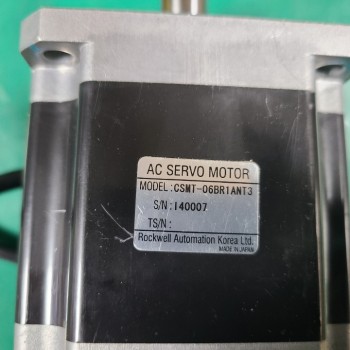 AC SERVO MOTOR
MODEL: CSMT-06BR1ANT3
S/N: I40007
TS/N:
Rockwell Automation Korea Ltd.
MADE IN JAPAN